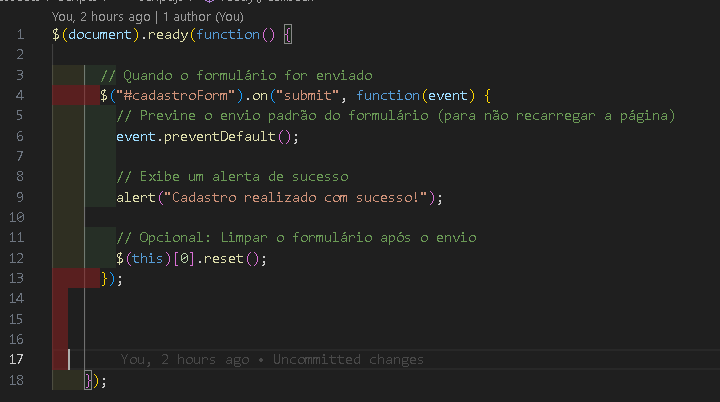 You, 2 hours ago | 1 author (You)
1 $(document).ready(function() {
2
3 // Quando o formulário for enviado
4 $("#cadastroForm").on("submit", function(event) {
5 // Previne o envio padrão do formulário (para não recarregar a página)
6 event.preventDefault();
7
8 // Exibe um alerta de sucesso
9 alert("Cadastro realizado com sucesso!");
10
11 // Opcional: Limpar o formulário após o envio
12 $(this)[0].reset();
13 });
14
15
16
17 You, 2 hours ago • Uncommitted changes
18 });